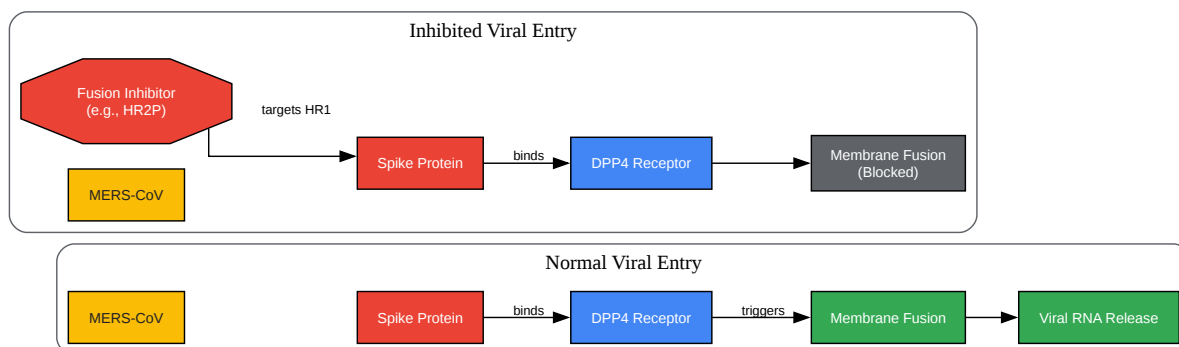 Inhibited Viral Entry
Fusion Inhibitor
(e.g., HR2P)
targets HR1
Spike Protein
binds
DPP4 Receptor
Membrane Fusion
(Blocked)
MERS-CoV
Normal Viral Entry
MERS-CoV
Spike Protein
binds
DPP4 Receptor
triggers
Membrane Fusion
Viral RNA Release